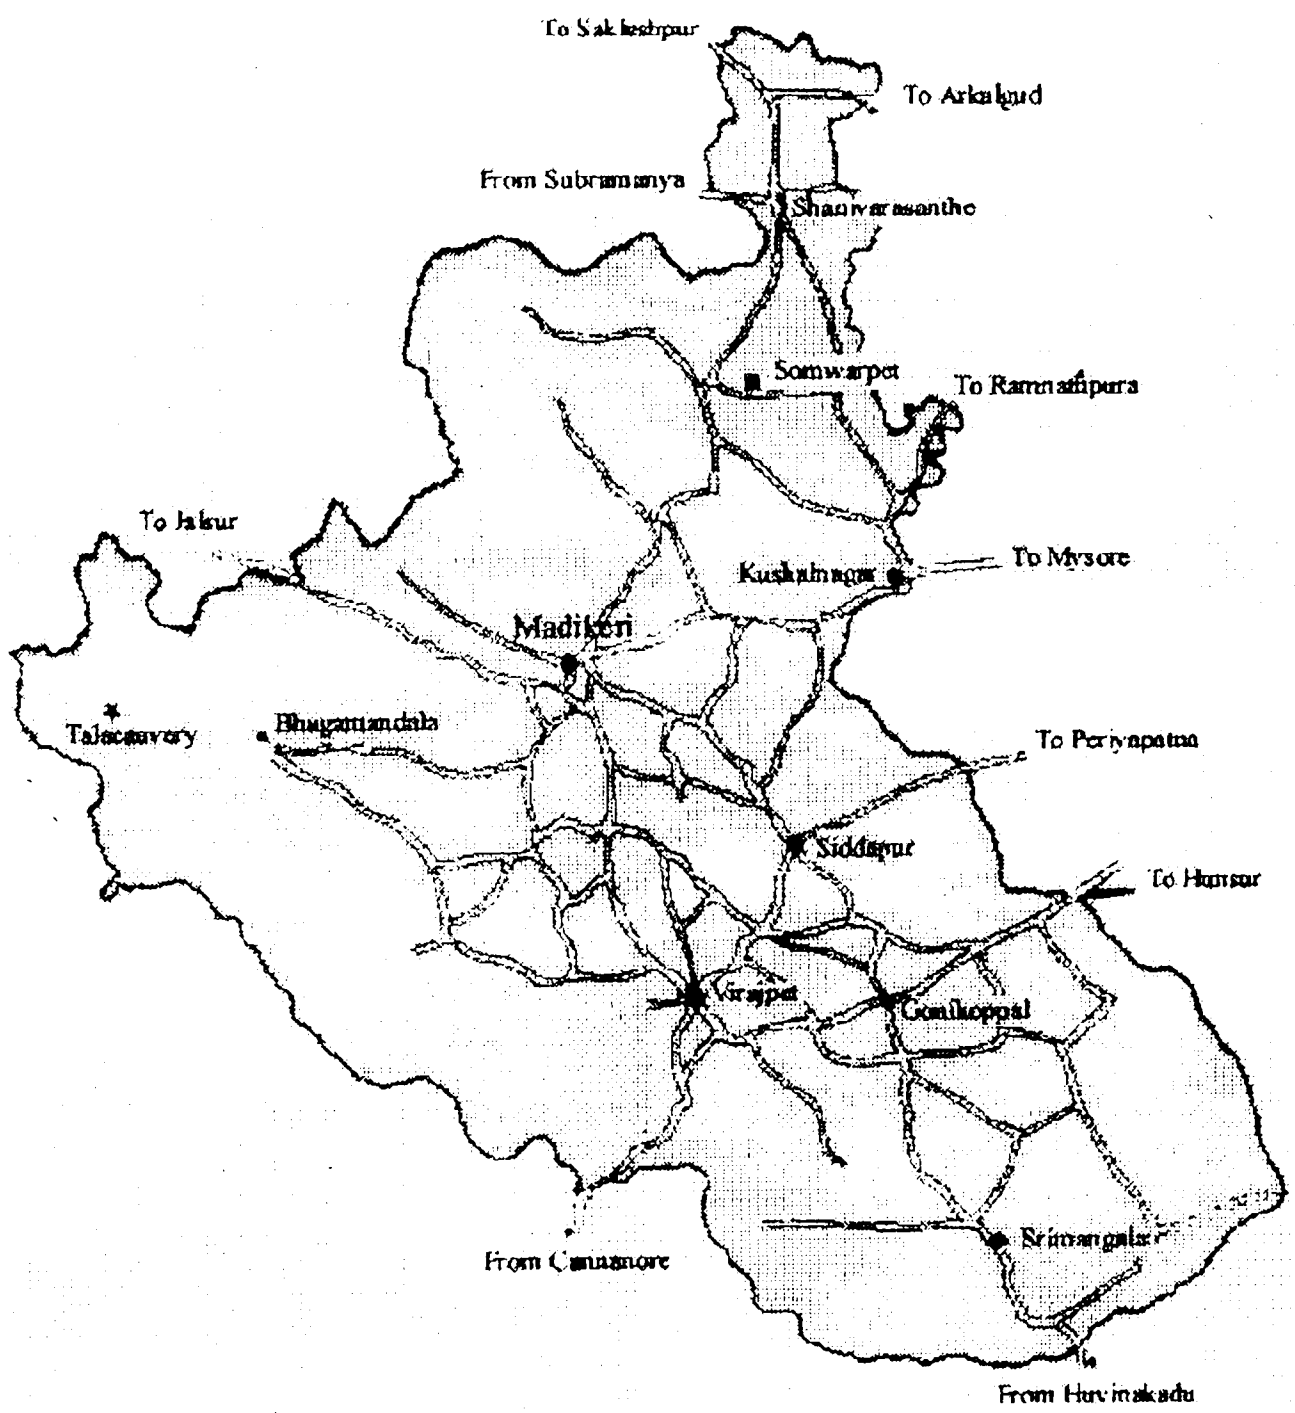 To Sakleshpur
To Arkalgud
From Subramanya
Shanivarasanthe
Somwarpet
To Ramnathpura
To Jalsur
Kushalnagar
To Mysore
Madikeri
Talacauvery
Bhagamandala
To Periyapatna
Siddapur
To Hunsur
Virajpet
Gonikoppal
Srimangala
From Cannanore
From Huvinakadu